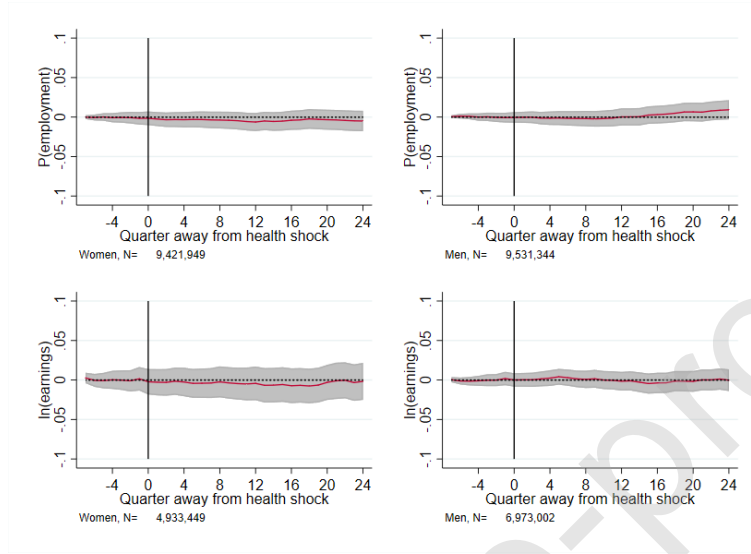 P(employment)
.1
.05
0
-.05
-.1
-4 0 4 8 12 16 20 24
Quarter away from health shock
Women, N= 9,421,949
P(employment)
.1
.05
0
-.05
-.1
-4 0 4 8 12 16 20 24
Quarter away from health shock
Men, N= 9,531,344
ln(earnings)
.1
.05
0
-.05
-.1
-4 0 4 8 12 16 20 24
Quarter away from health shock
Women, N= 4,933,449
ln(earnings)
.1
.05
0
-.05
-.1
-4 0 4 8 12 16 20 24
Quarter away from health shock
Men, N= 6,973,002
-pro